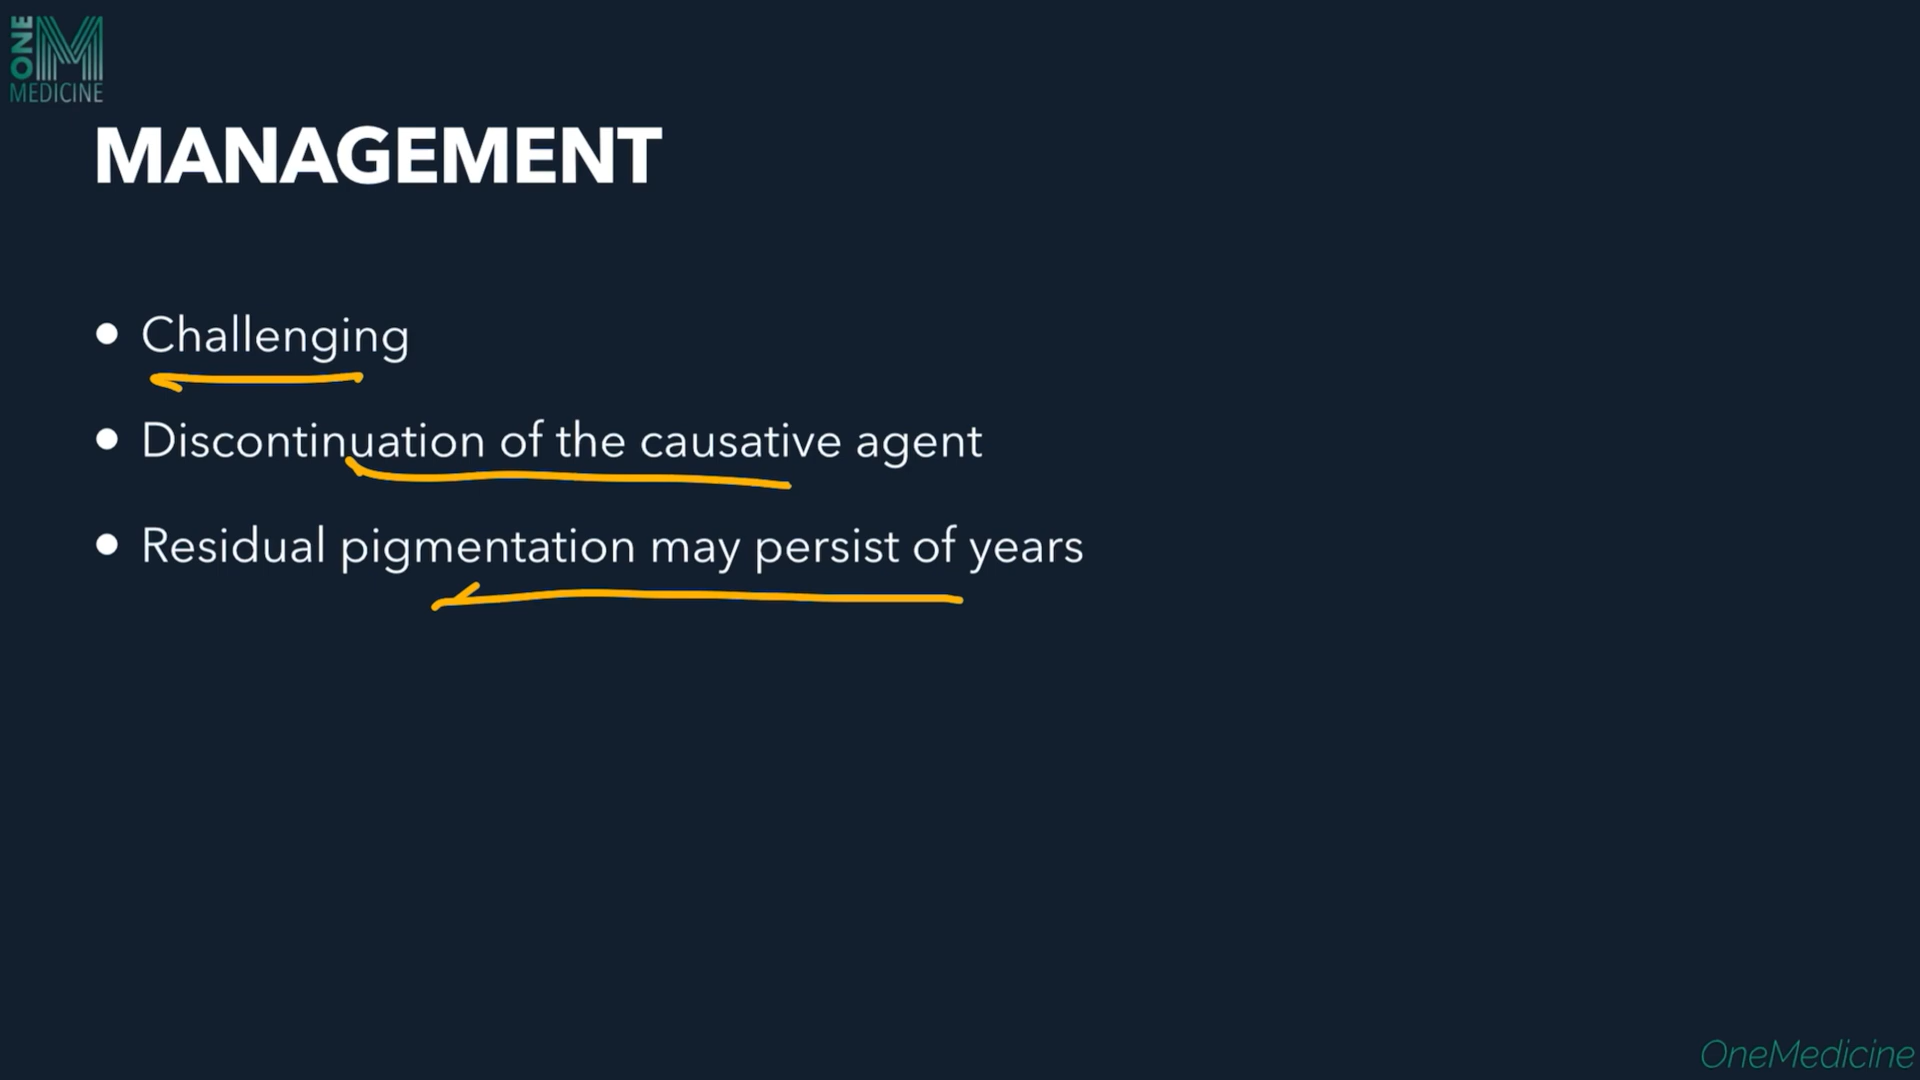 ONE
MEDICINE
MANAGEMENT
• Challenging
• Discontinuation of the causative agent
• Residual pigmentation may persist of years
OneMedicine